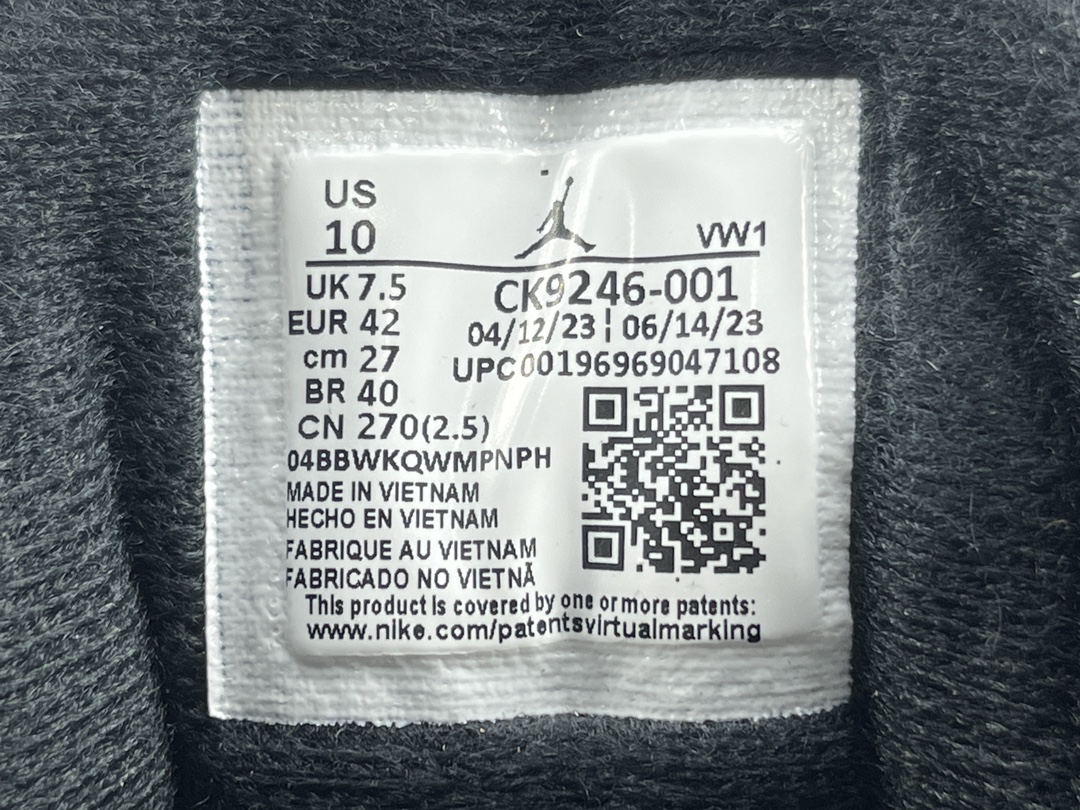 US
10
VW1
UK 7.5
CK9246-001
EUR 42
04/12/23 ¦ 06/14/23
cm 27
UPC00196969047108
BR 40
CN 270(2.5)
04BBWKQWMPNPH
MADE IN VIETNAM
HECHO EN VIETNAM
FABRIQUE AU VIETNAM
FABRICADO NO VIETNÃ
This product is covered by one or more patents:
www.nike.com/patentsvirtualmarking